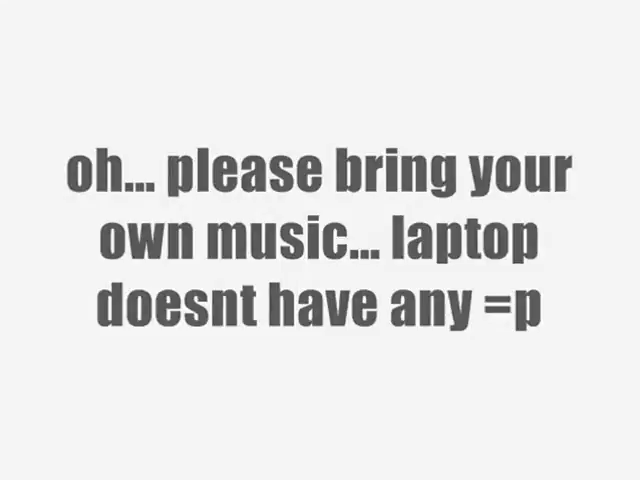 oh... please bring your
own music... laptop
doesnt have any =p